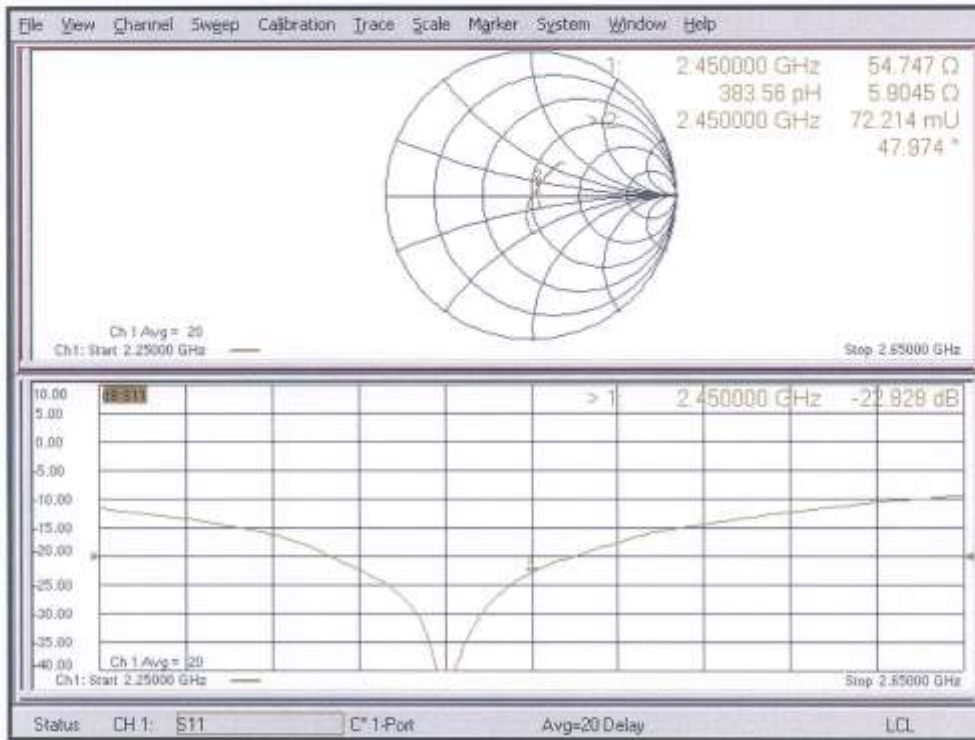 File View Channel Sweep Calibration Trace Scale Marker System Window Help
1: 2.450000 GHz 54.747 Ω
383.56 pH 5.9045 Ω
> 2: 2.450000 GHz 72.214 mU
47.974 °
Ch 1 Avg = 20
Ch1: Start 2.25000 GHz
Stop 2.65000 GHz
10.00
5.00
0.00
-5.00
-10.00
-15.00
-20.00
-25.00
-30.00
-35.00
-40.00
dB S11
> 1: 2.450000 GHz -22.828 dB
Ch 1 Avg = 20
Ch1: Start 2.25000 GHz
Stop 2.65000 GHz
Status CH 1: S11 C* 1-Port Avg=20 Delay LCL